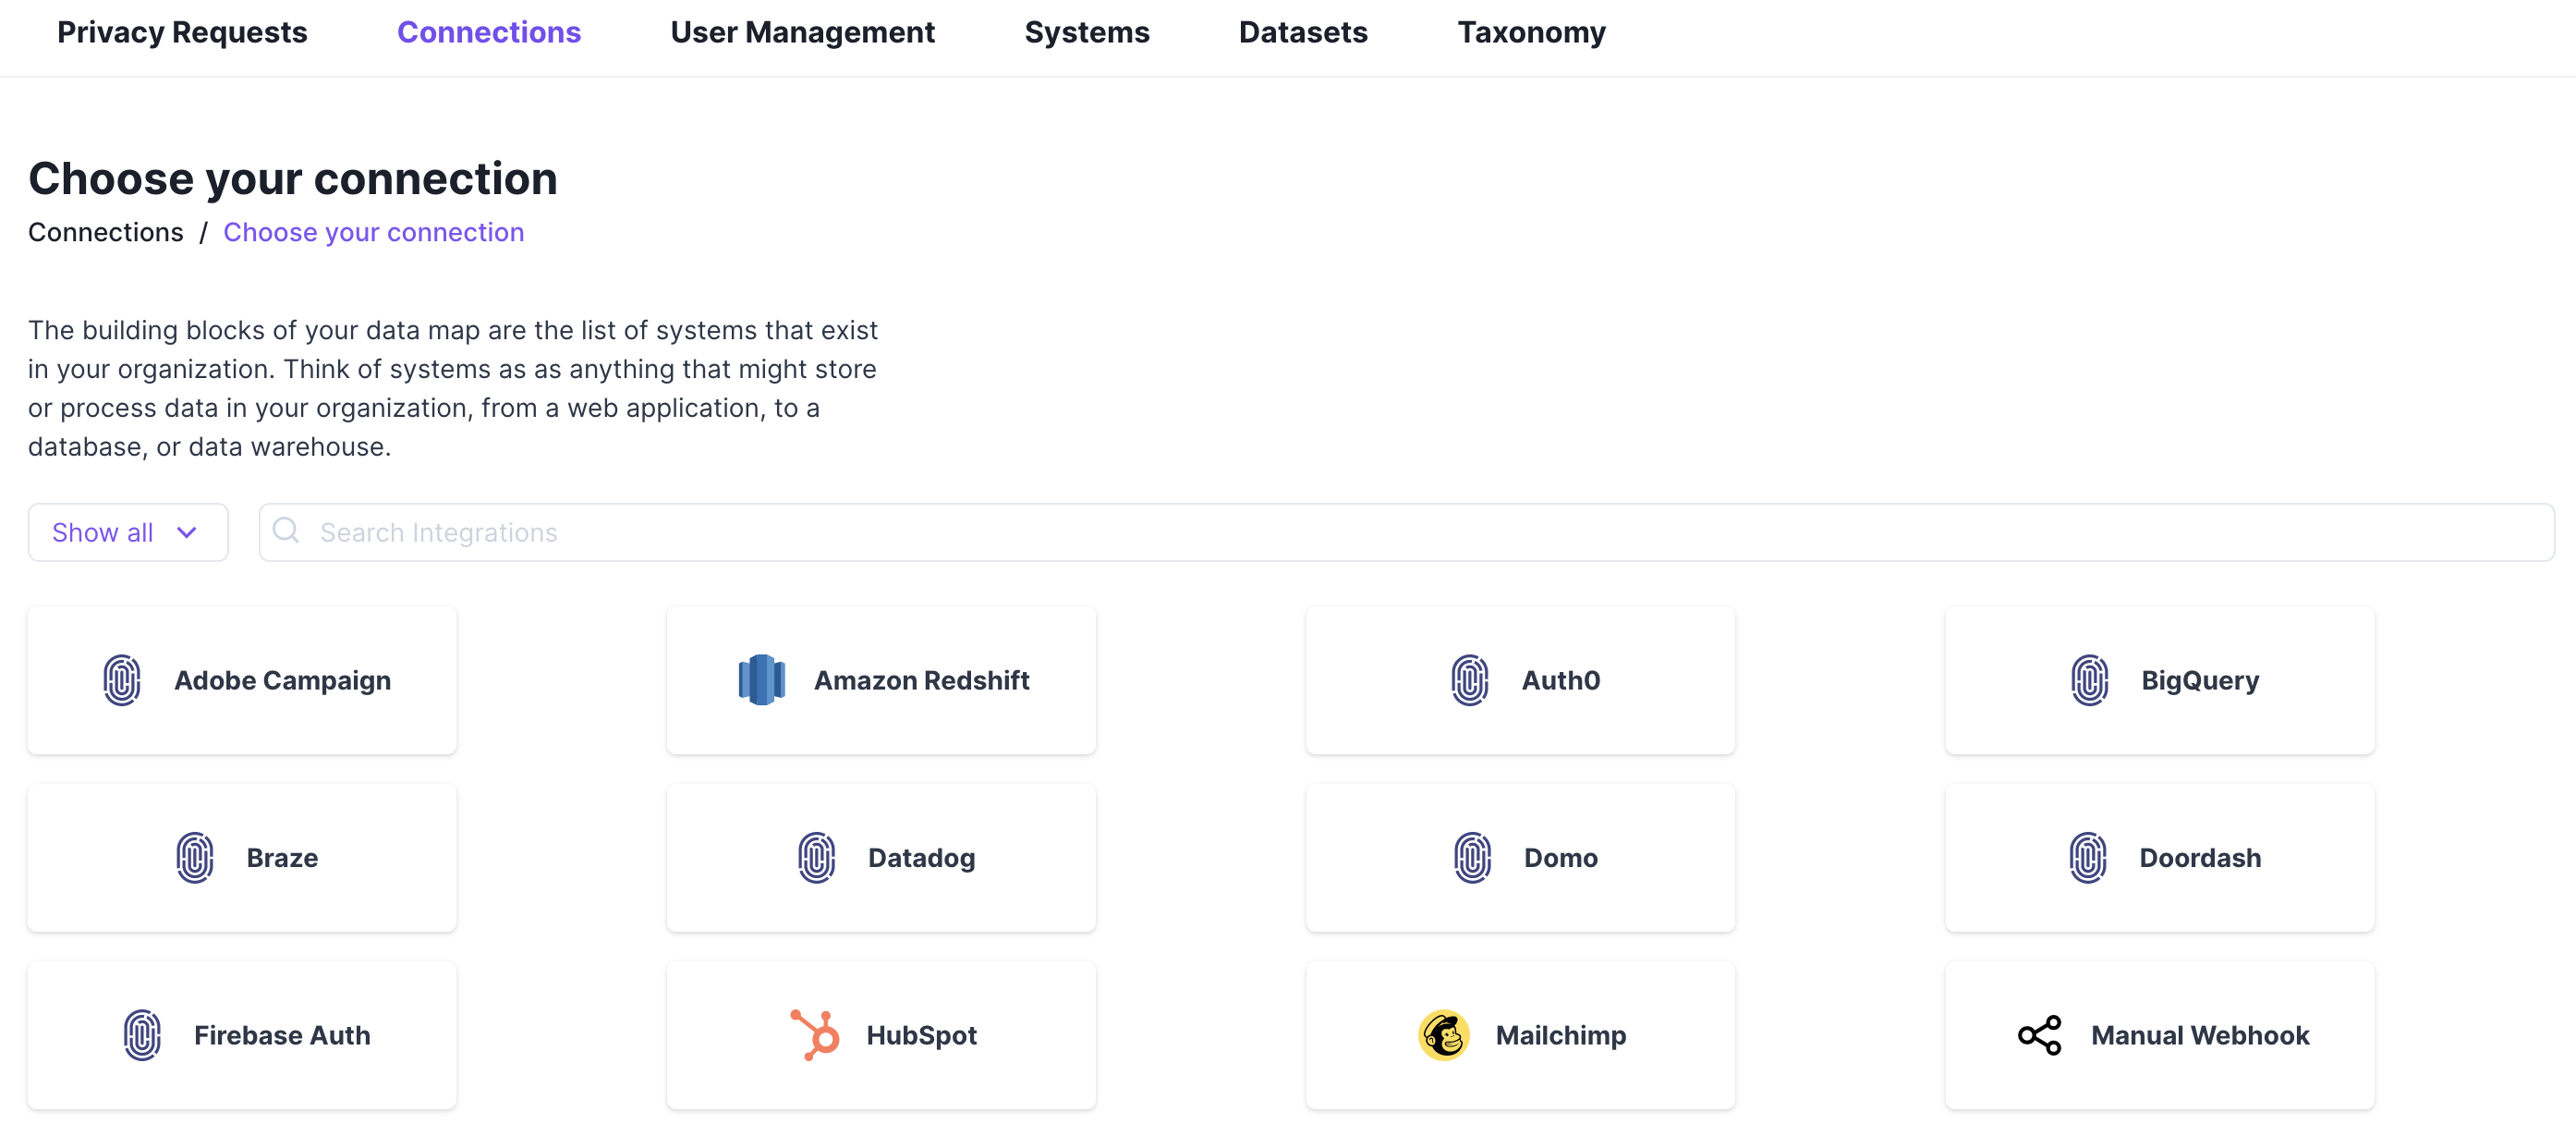 Privacy Requests Connections User Management Systems Datasets Taxonomy
Choose your connection
Connections / Choose your connection
The building blocks of your data map are the list of systems that exist
in your organization. Think of systems as as anything that might store
or process data in your organization, from a web application, to a
database, or data warehouse.
Show all Search Integrations
Adobe Campaign Amazon Redshift Auth0 BigQuery
Braze Datadog Domo Doordash
Firebase Auth HubSpot Mailchimp Manual Webhook